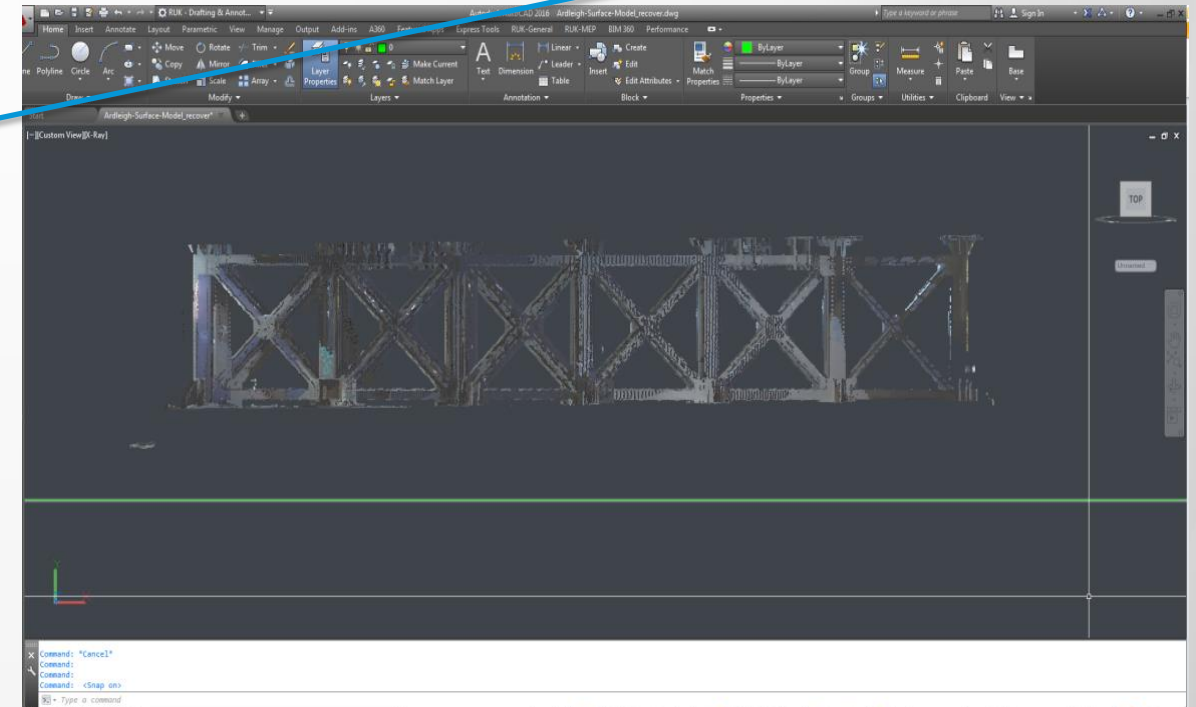 RUK - Drafting & Annot...
2016 Ardleigh-Surface-Model_recover.dwg
Type a keyword or phrase
Sign In
Home Insert Annotate Layout Parametric View Manage Output Add-ins A360 Express Tools RUK-General RUK-MEP BIM 360 Performance
Move Rotate Trim 0 Linear Create ByLayer
Polyline Circle Arc Copy Mirror Make Current Leader Edit ByLayer
Layer Properties Text Dimension Insert Match Properties Group Measure Paste Base
Scale Array Match Layer Table Edit Attributes ByLayer
Modify Layers Annotation Block Properties Groups Utilities Clipboard View
Start Ardleigh-Surface-Model_recover*
[-][Custom View][X-Ray]
TOP
Unnamed
Y
Command: *Cancel*
Command:
Command:
Command: <Snap on>
Type a command